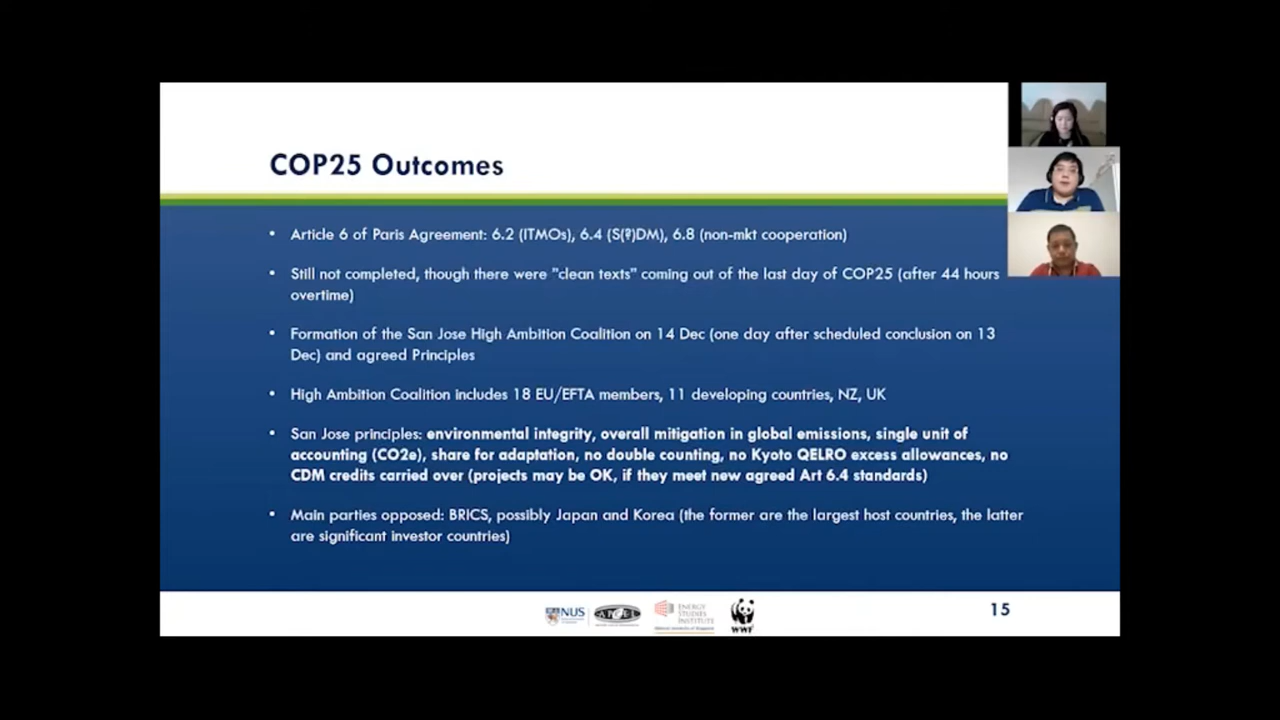 COP25 Outcomes
• Article 6 of Paris Agreement: 6.2 (ITMOs), 6.4 (S(?)DM), 6.8 (non-mkt cooperation)
• Still not completed, though there were "clean texts" coming out of the last day of COP25 (after 44 hours
overtime)
• Formation of the San Jose High Ambition Coalition on 14 Dec (one day after scheduled conclusion on 13
Dec) and agreed Principles
• High Ambition Coalition includes 18 EU/EFTA members, 11 developing countries, NZ, UK
• San Jose principles: environmental integrity, overall mitigation in global emissions, single unit of
accounting (CO2e), share for adaptation, no double counting, no Kyoto QELRO excess allowances, no
CDM credits carried over (projects may be OK, if they meet new agreed Art 6.4 standards)
• Main parties opposed: BRICS, possibly Japan and Korea (the former are the largest host countries, the latter
are significant investor countries)
NUS
ENERGY
STUDIES
INSTITUTE
WWF
15